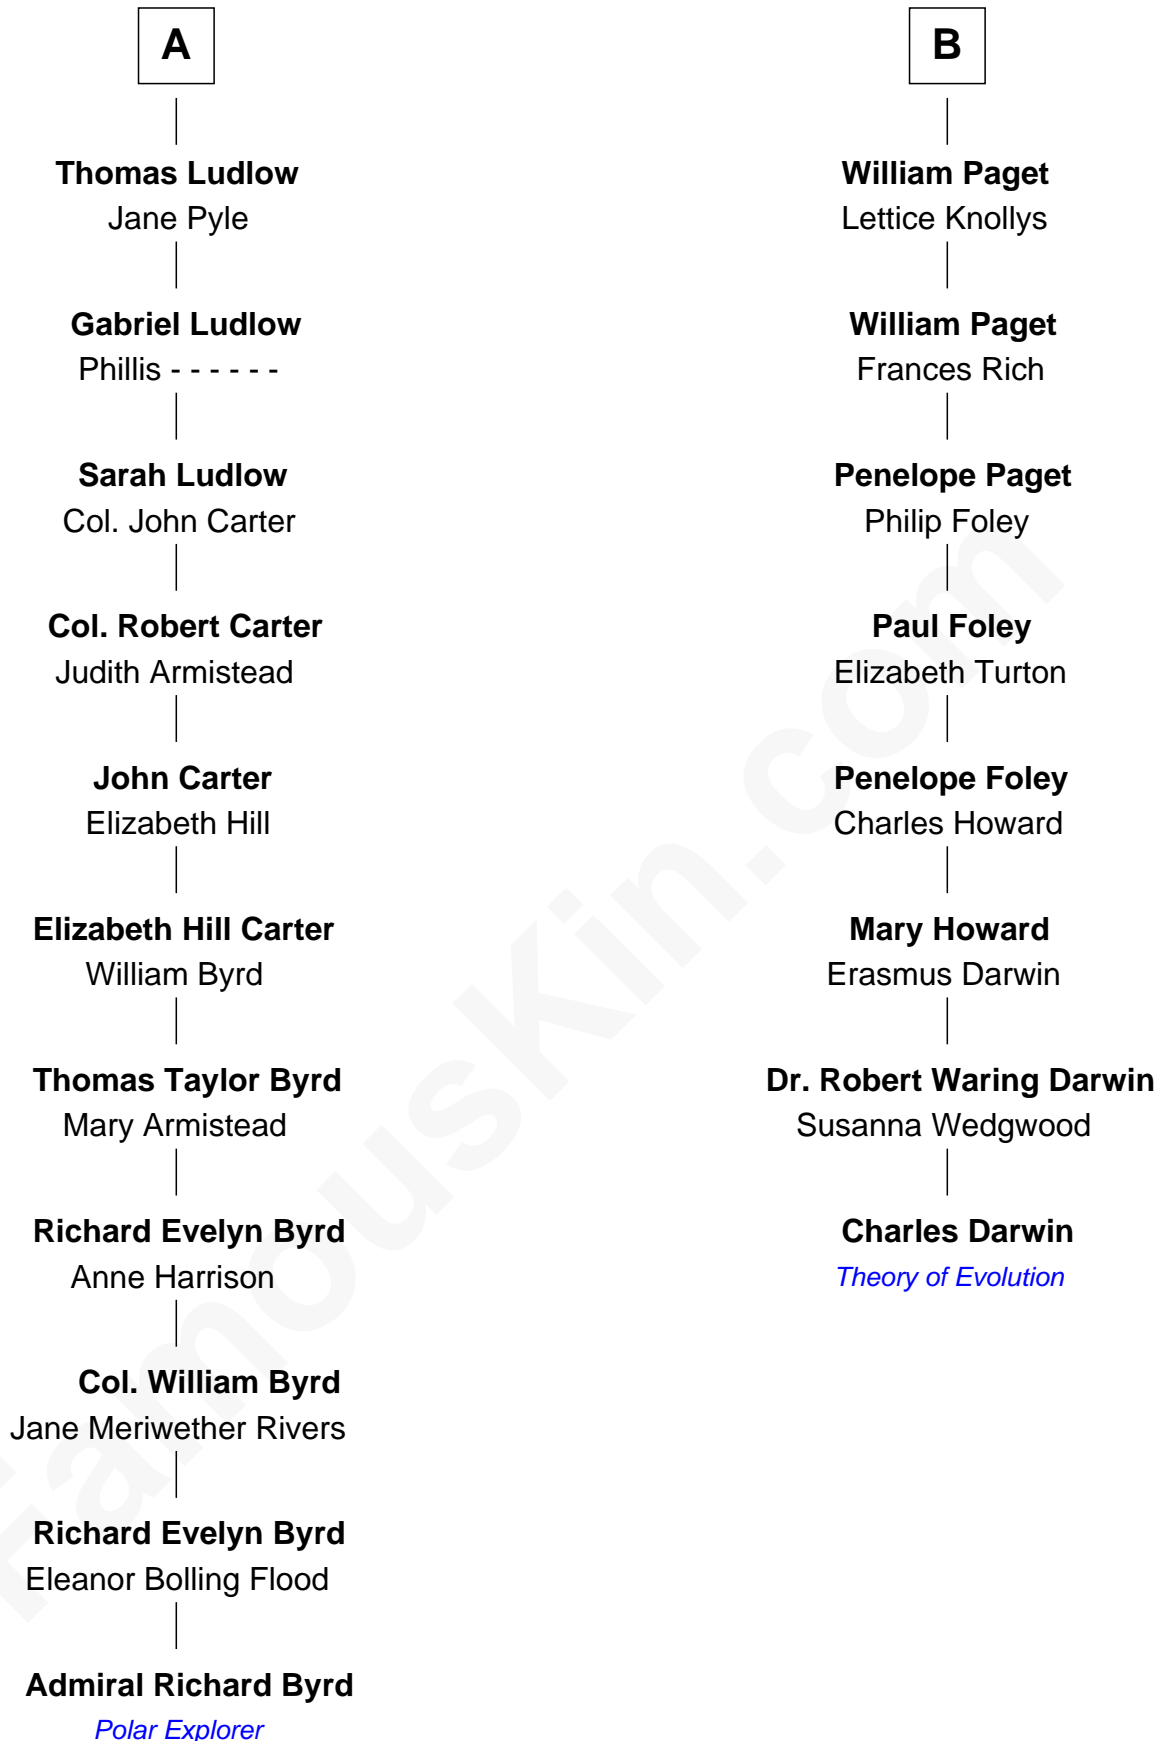 A
Thomas Ludlow
Jane Pyle
Gabriel Ludlow
Phillis - - - - - -
Sarah Ludlow
Col. John Carter
Col. Robert Carter
Judith Armistead
John Carter
Elizabeth Hill
Elizabeth Hill Carter
William Byrd
Thomas Taylor Byrd
Mary Armistead
Richard Evelyn Byrd
Anne Harrison
Col. William Byrd
Jane Meriwether Rivers
Richard Evelyn Byrd
Eleanor Bolling Flood
Admiral Richard Byrd
Polar Explorer
B
William Paget
Lettice Knollys
William Paget
Frances Rich
Penelope Paget
Philip Foley
Paul Foley
Elizabeth Turton
Penelope Foley
Charles Howard
Mary Howard
Erasmus Darwin
Dr. Robert Waring Darwin
Susanna Wedgwood
Charles Darwin
Theory of Evolution
FamousKin.com